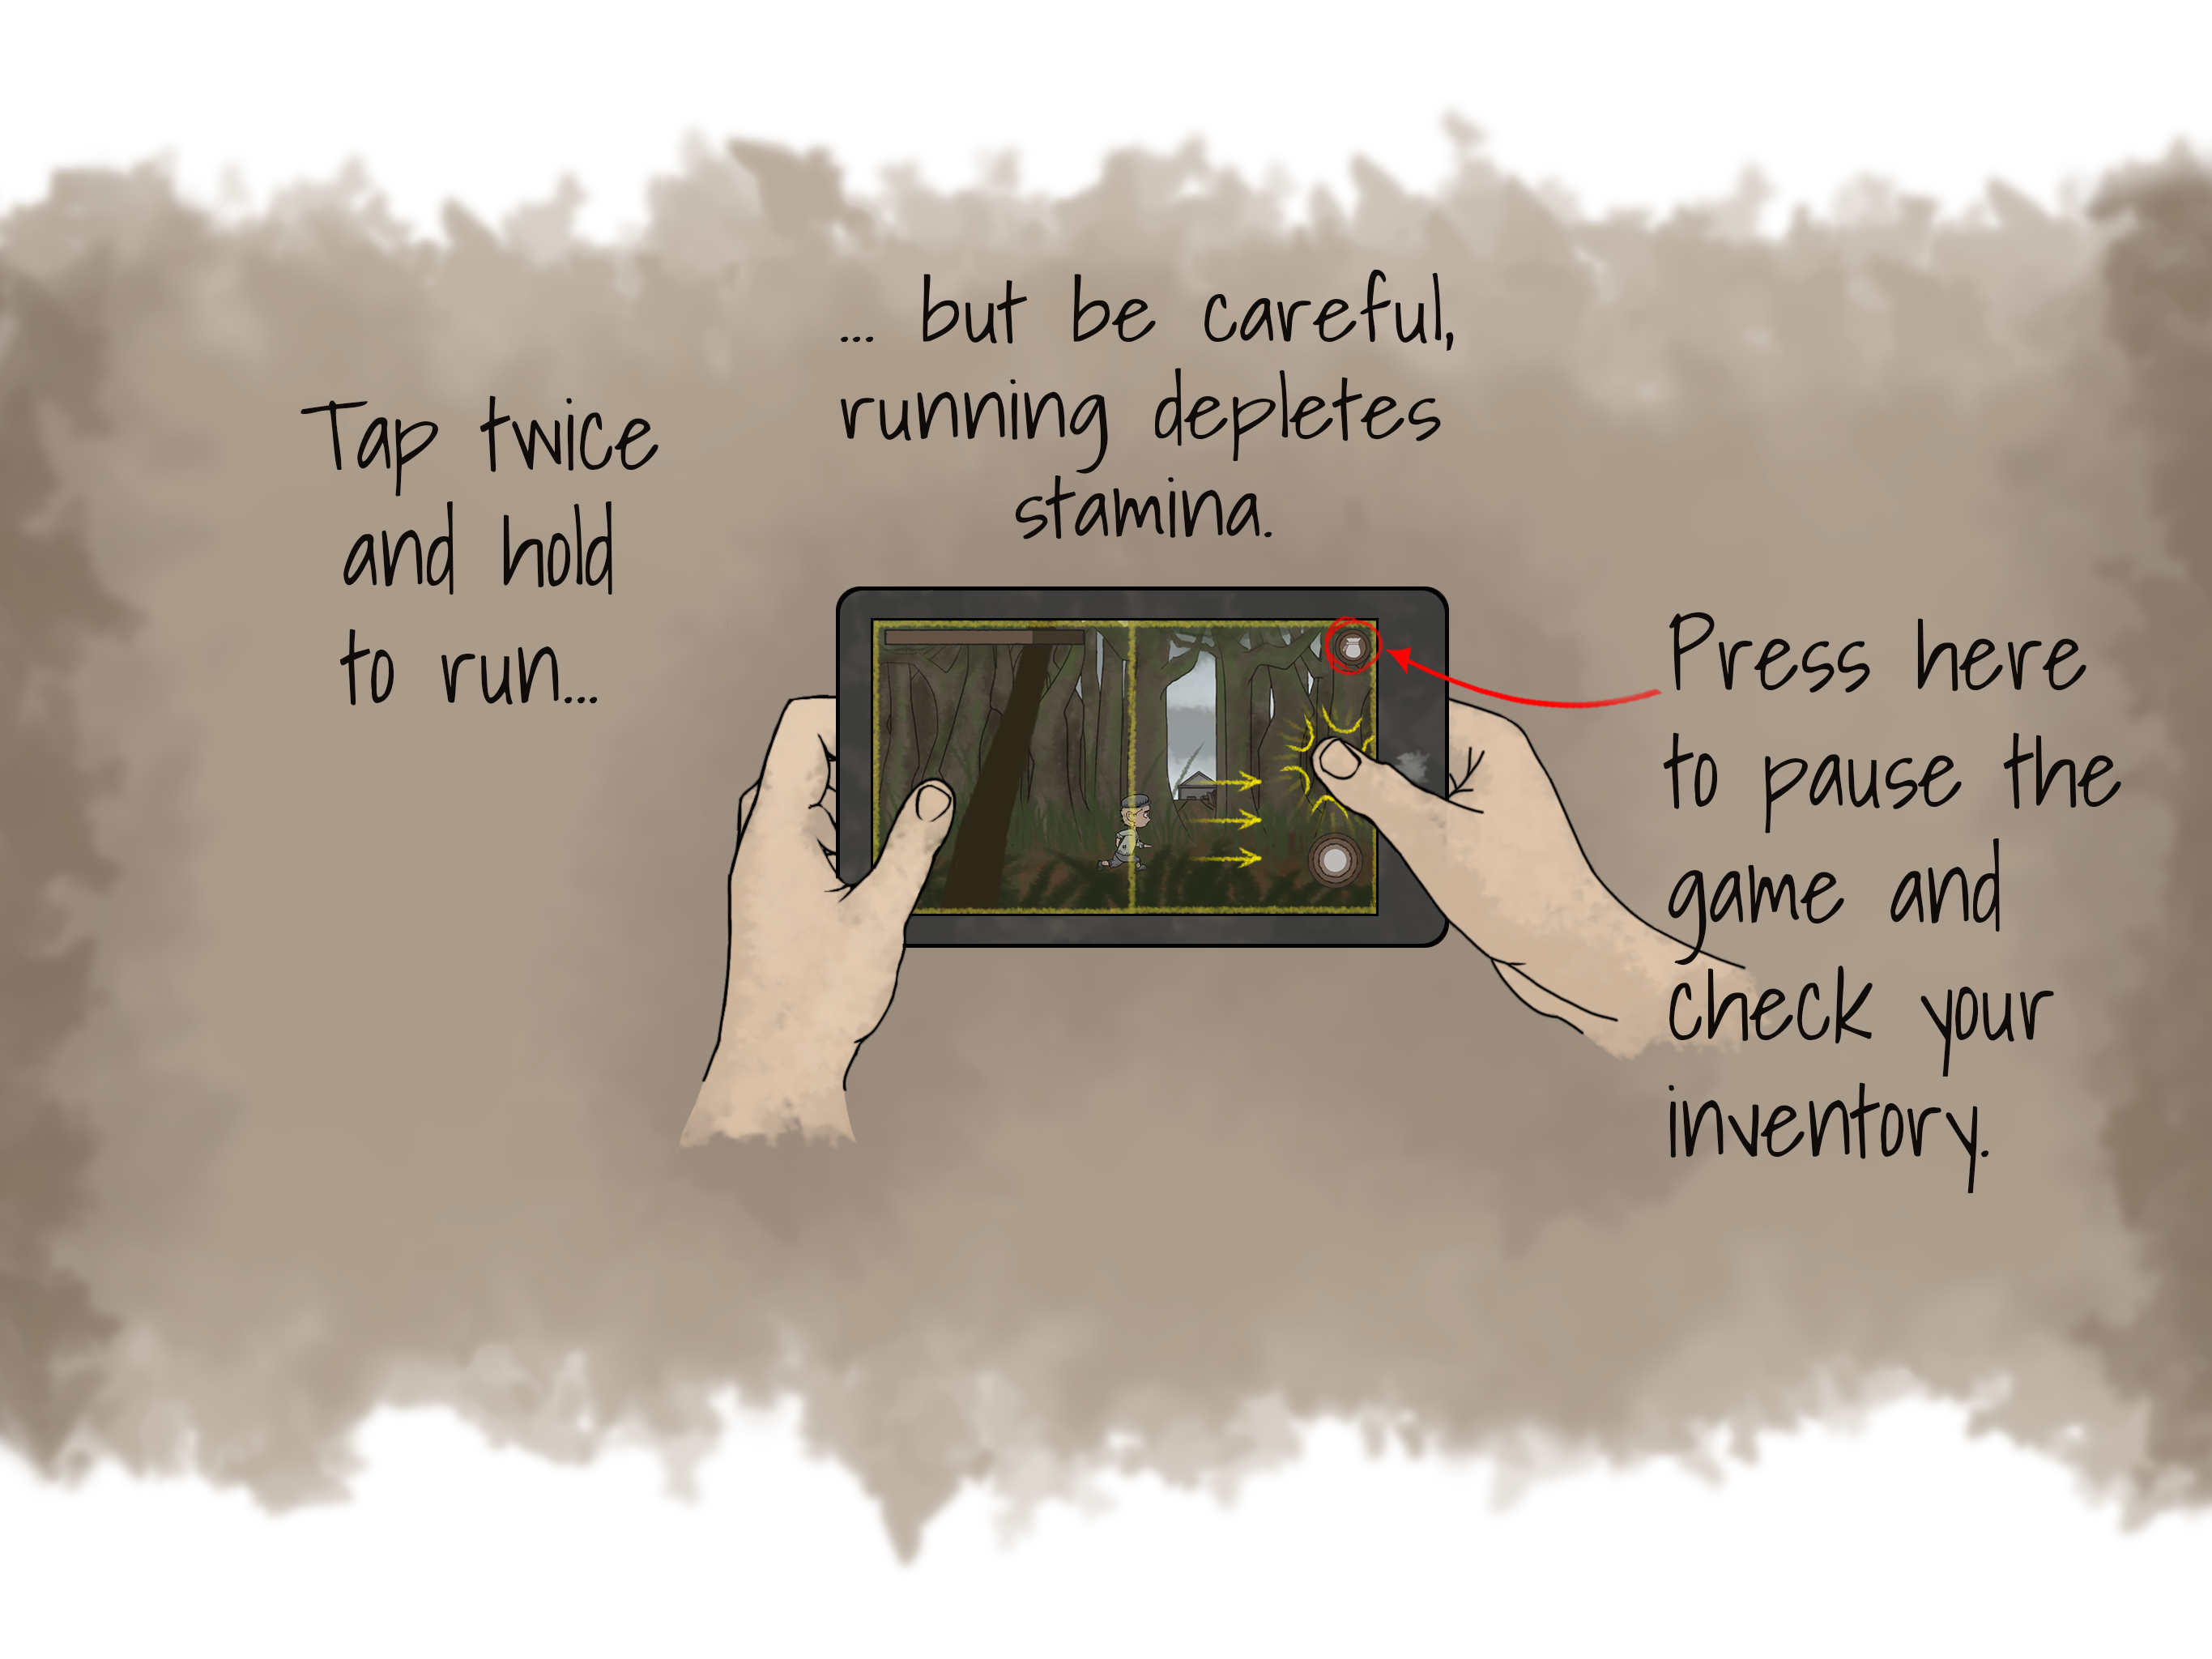 Tap twice
and hold
to run...
... but be careful,
running depletes
stamina.
Press here
to pause the
game and
check your
inventory.